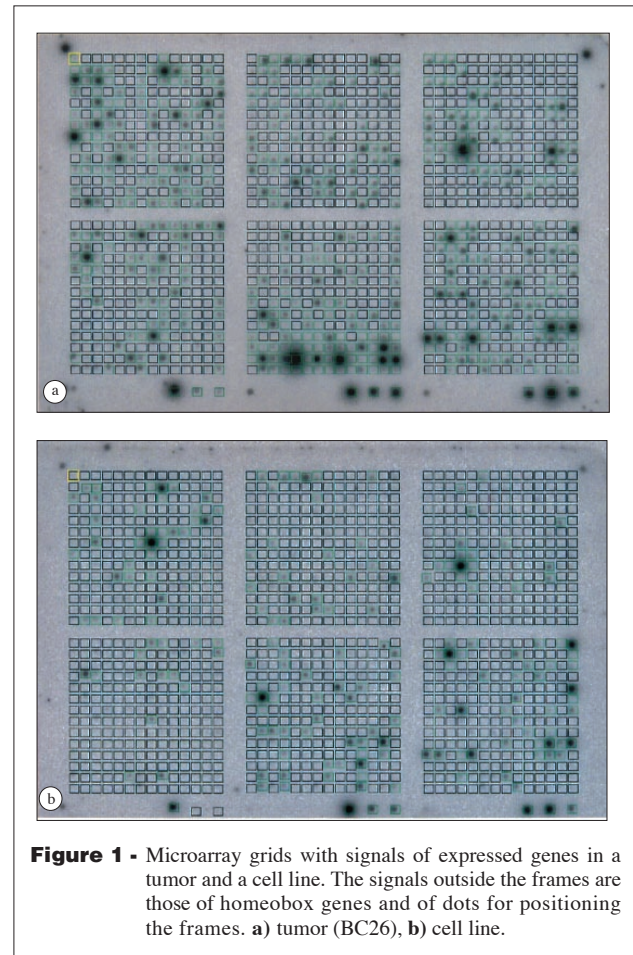 a
b
Figure 1 - Microarray grids with signals of expressed genes in a
tumor and a cell line. The signals outside the frames are
those of homeobox genes and of dots for positioning
the frames. a) tumor (BC26), b) cell line.